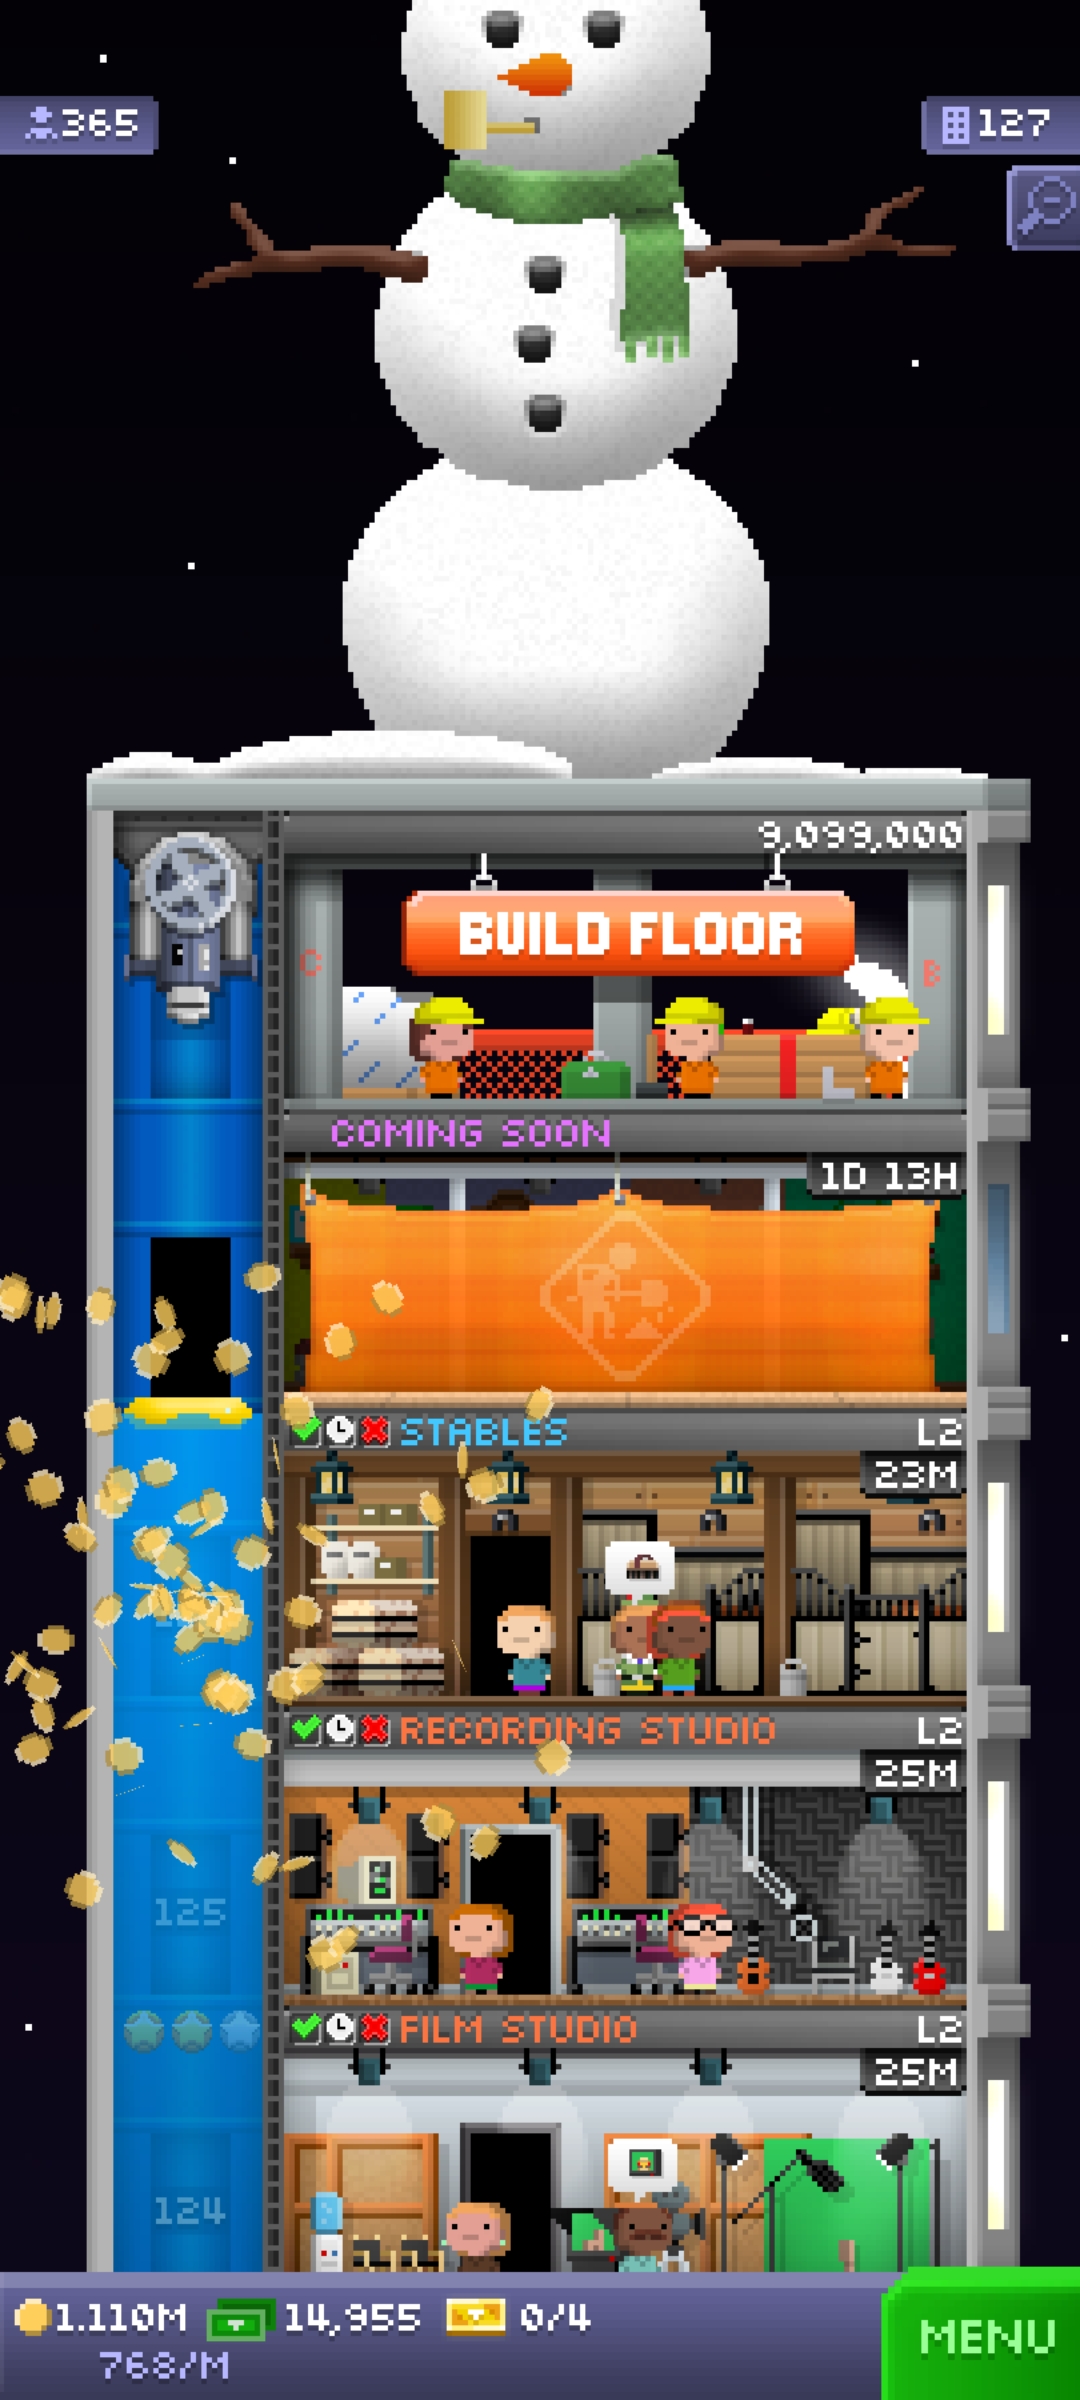 365
127
9,099,000
BUILD FLOOR
C
B
COMING SOON
1D 13H
STABLES
L2
23M
RECORDING STUDIO
L2
25M
125
FILM STUDIO
L2
25M
124
1.110M
14,955
0/4
MENU
768/M